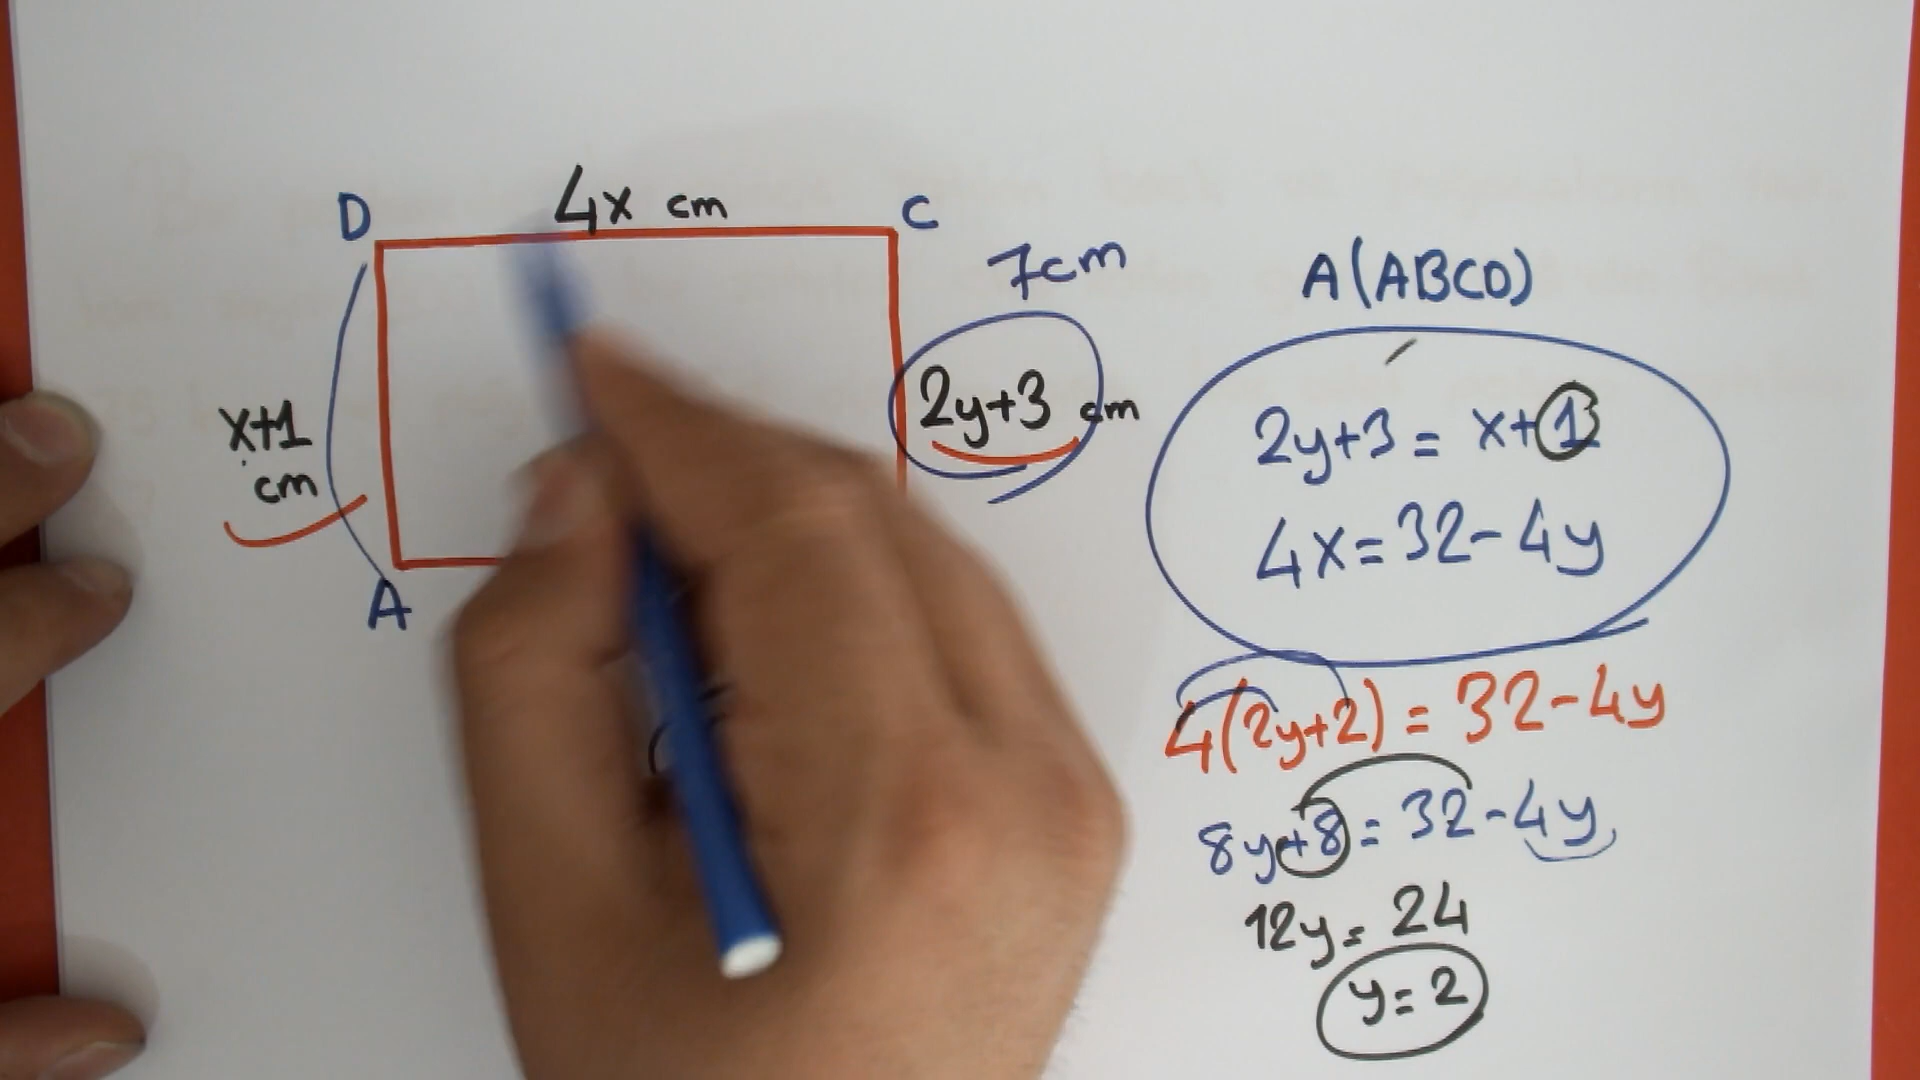 4x cm
D
C
7cm
x+1
cm
2y+3 cm
A
A(ABCD)
2y+3 = x+1
4x=32-4y
4(2y+2) = 32-4y
8y+8 = 32-4y
12y = 24
y = 2